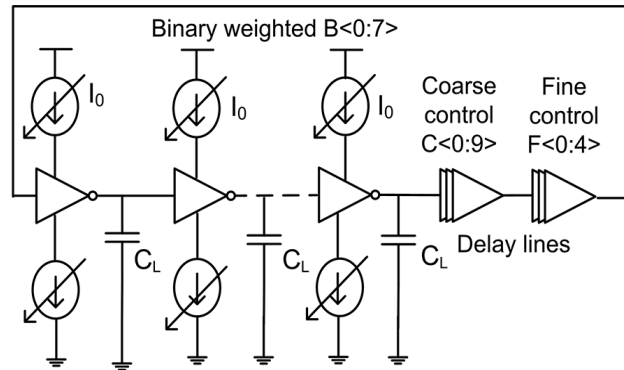 Binary weighted B<0:7>
I0
I0
I0
Coarse
control
C<0:9>
Fine
control
F<0:4>
CL
CL
CL
Delay lines